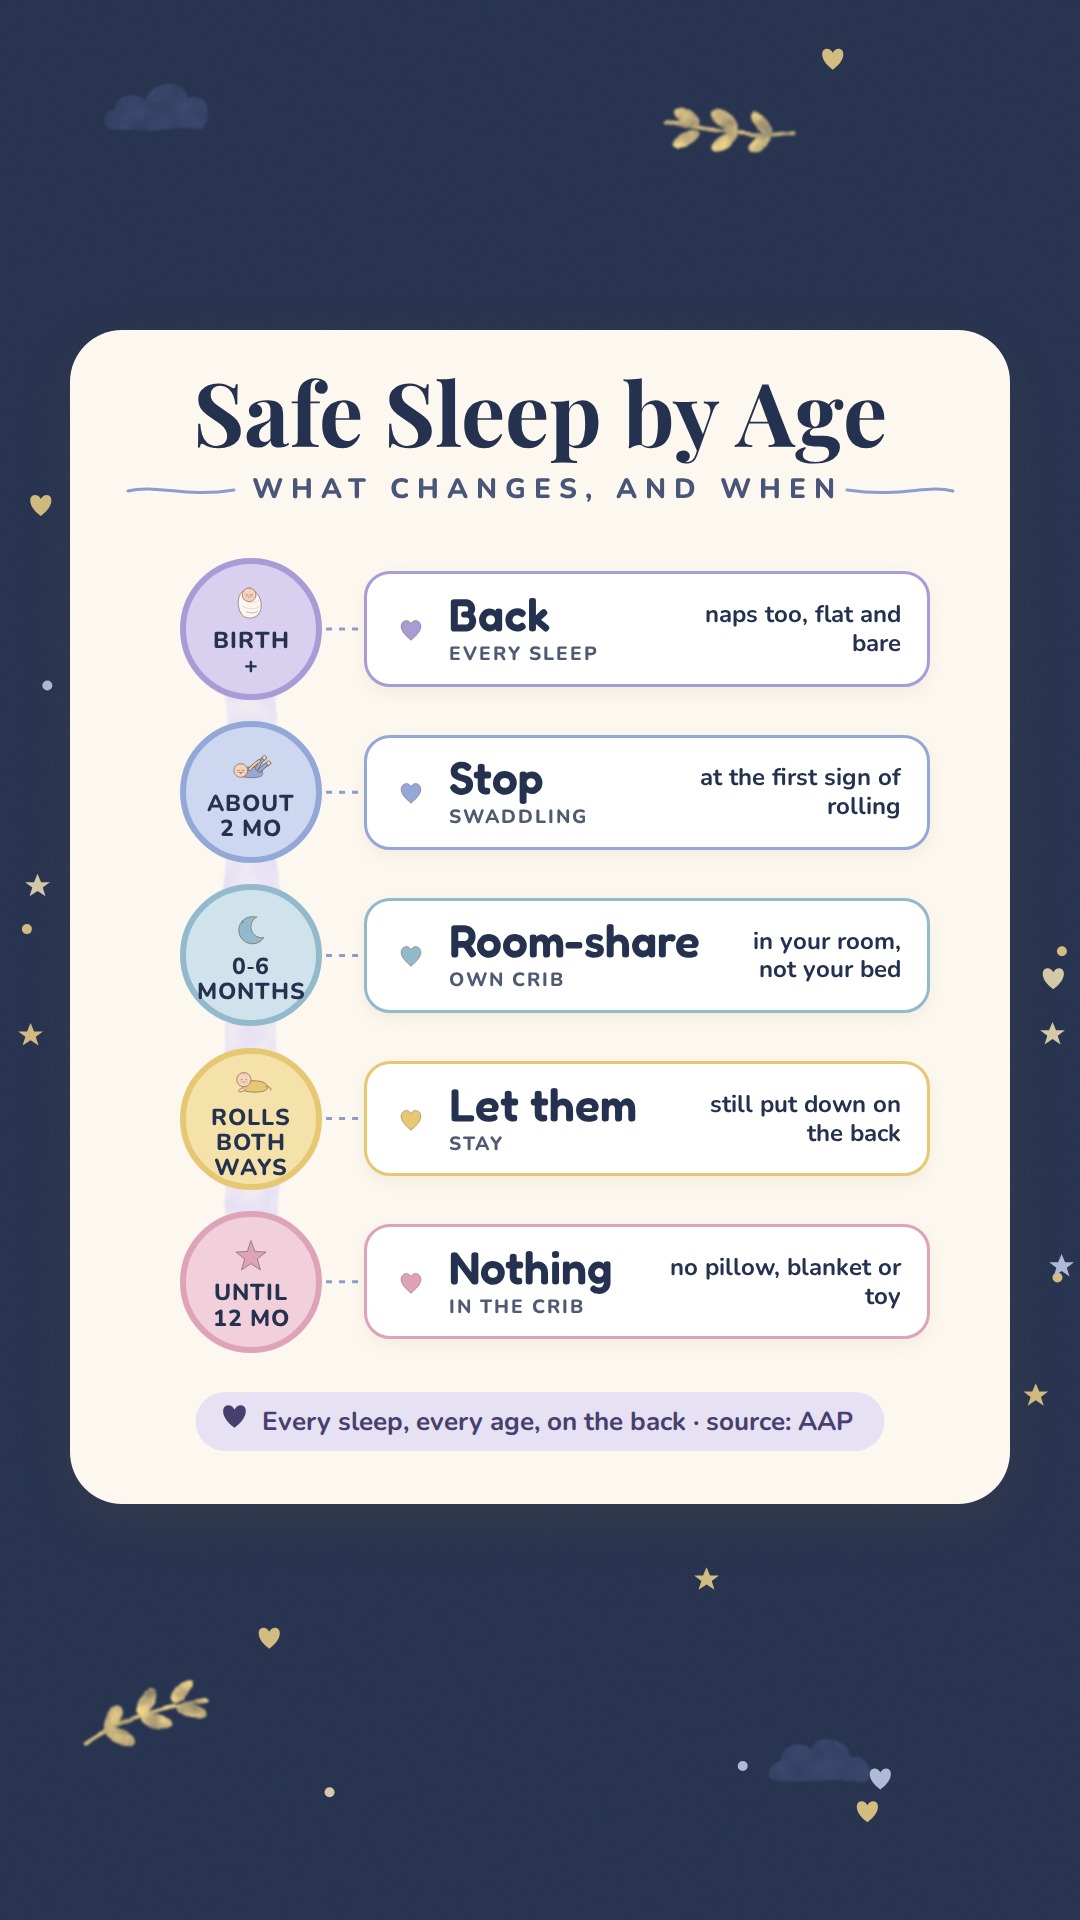 Safe Sleep by Age
WHAT CHANGES, AND WHEN
BIRTH
+
Back
EVERY SLEEP
naps too, flat and
bare
ABOUT
2 MO
Stop
SWADDLING
at the first sign of
rolling
0-6
MONTHS
Room-share
OWN CRIB
in your room,
not your bed
ROLLS
BOTH
WAYS
Let them
STAY
still put down on
the back
UNTIL
12 MO
Nothing
IN THE CRIB
no pillow, blanket or
toy
Every sleep, every age, on the back · source: AAP